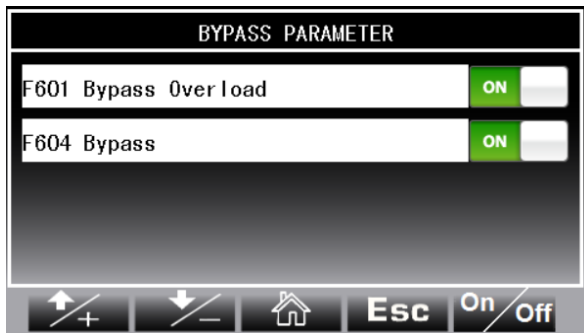 BYPASS PARAMETER
F601 Bypass Overload
ON
F604 Bypass
ON
/+
/−
Esc
On/Off